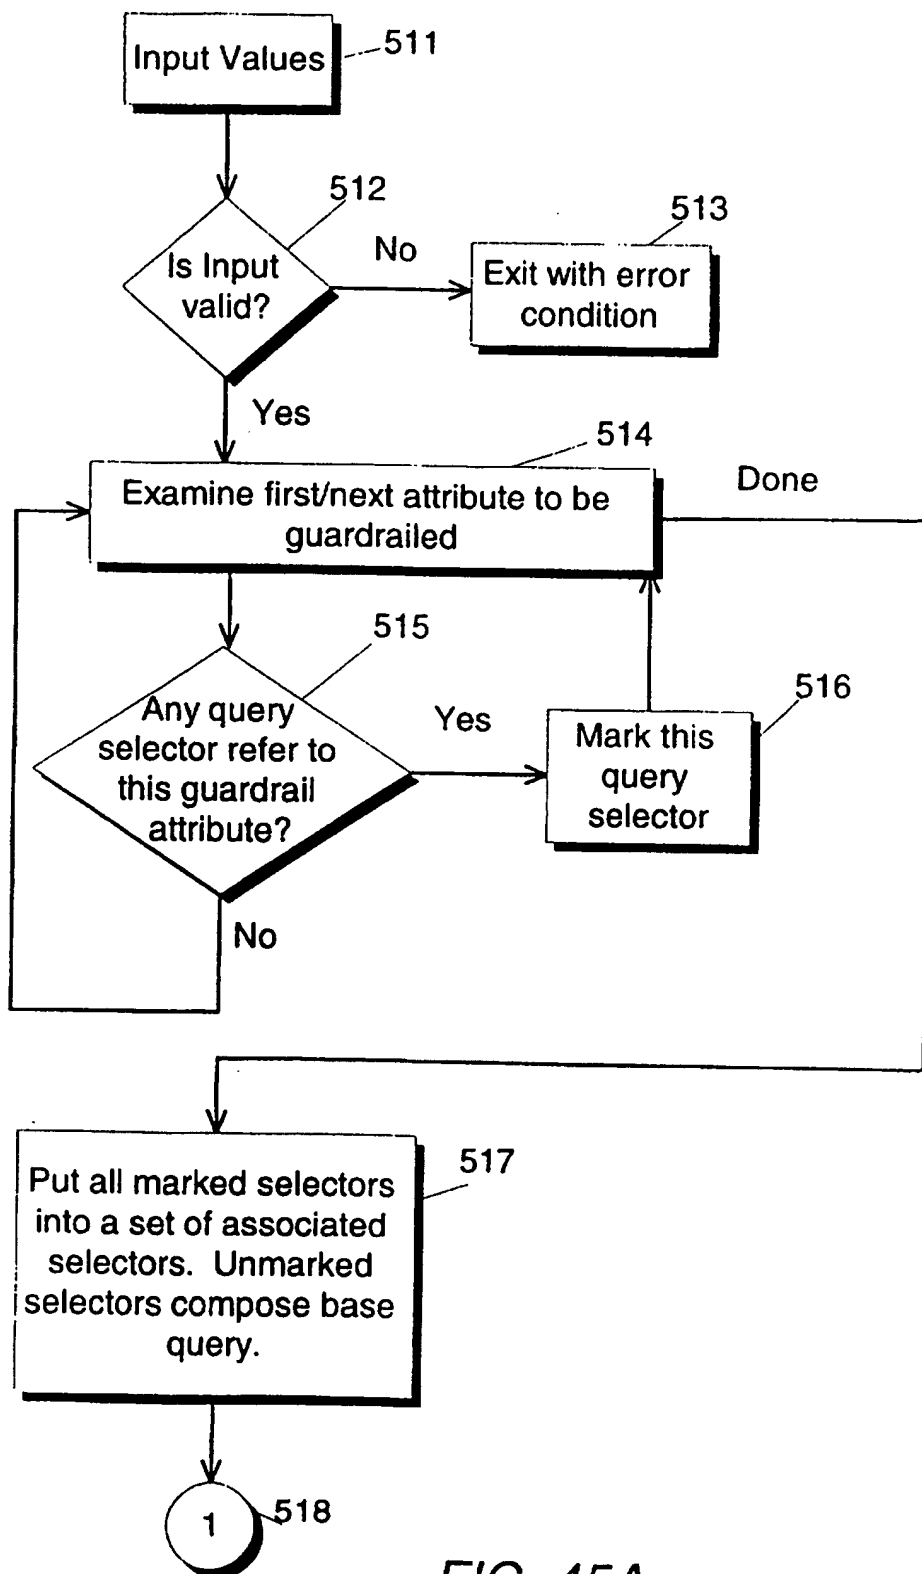 Input Values
511
512
Is Input
valid?
No
513
Exit with error
condition
Yes
514
Examine first/next attribute to be
guardrailed
Done
515
Any query
selector refer to
this guardrail
attribute?
Yes
516
Mark this
query
selector
No
517
Put all marked selectors
into a set of associated
selectors. Unmarked
selectors compose base
query.
1
518
FIG. 45A